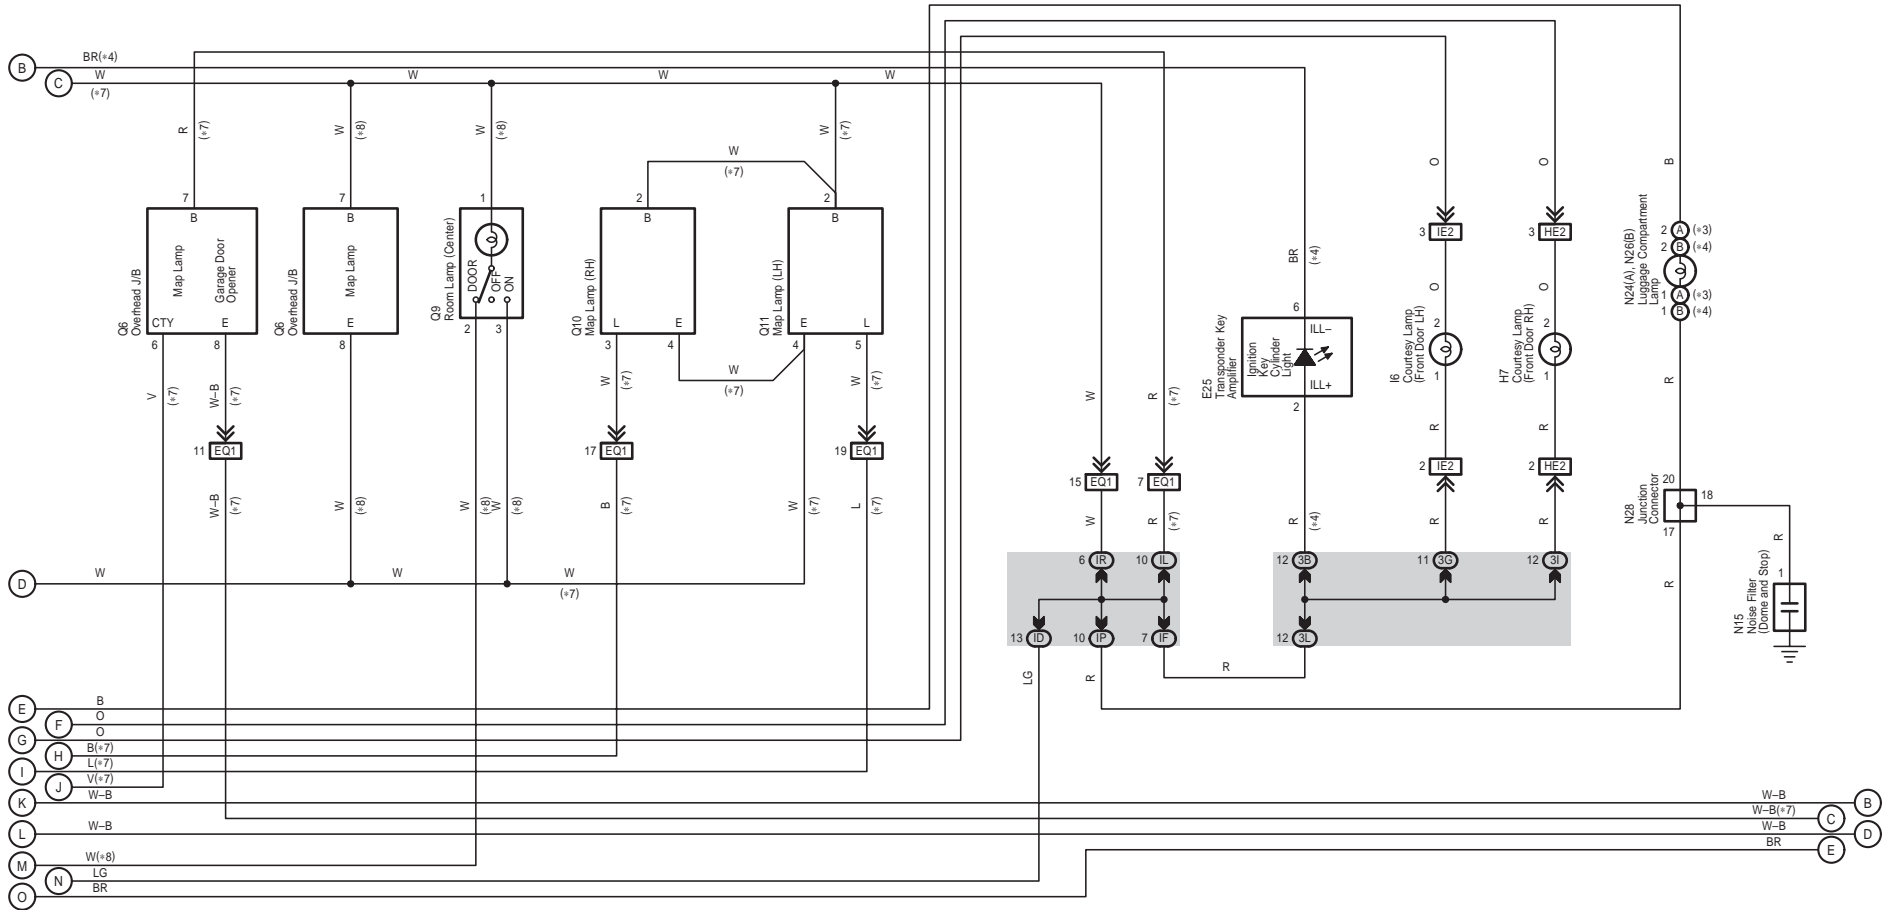 B
BR(*4)
C
W
(*7)
W
W
W
W
R
(*7)
W
(*8)
W
(*8)
W
(*7)
W
(*7)
O
O
B
7
B
Map Lamp
Garage Door
Opener
CTY
E
Q6
Overhead J/B
6
8
7
B
Map Lamp
E
Q6
Overhead J/B
8
1
DOOR
OFF
ON
Q9
Room Lamp (Center)
2
3
2
B
L
E
Q10
Map Lamp (RH)
3
4
2
B
E
L
Q11
Map Lamp (LH)
4
5
W
(*7)
BR
(*4)
6
ILL–
Ignition
Key
Cylinder
Light
ILL+
E25
Transponder Key
Amplifier
2
3
IE2
O
2
I6
Courtesy Lamp
(Front Door LH)
1
R
2
IE2
R
3
HE2
O
2
H7
Courtesy Lamp
(Front Door RH)
1
R
2
HE2
R
N24(A), N26(B)
Luggage Compartment
Lamp
2 A (*3)
2 B (*4)
1 A (*3)
1 B (*4)
R
20
18
N28
Junction
Connector
17
R
R
1
N15
Noise Filter
(Dome and Stop)
V
(*7)
W–B
(*7)
11 EQ1
W–B
(*7)
W
(*8)
W
(*8)
W
(*8)
W
(*7)
17 EQ1
B
(*7)
W
(*7)
W
(*7)
19 EQ1
L
(*7)
W
R
(*7)
15 EQ1
7 EQ1
W
R
(*7)
R
(*4)
6 IR
10 IL
12 3B
11 3G
12 3I
13 ID
10 IP
7 IF
12 3L
LG
R
R
D
W
W
W
(*7)
E
B
F
O
G
O
H
B(*7)
I
L(*7)
J
V(*7)
K
W–B
W–B
B
W–B(*7)
C
L
W–B
W–B
D
M
W(*8)
BR
E
N
LG
O
BR